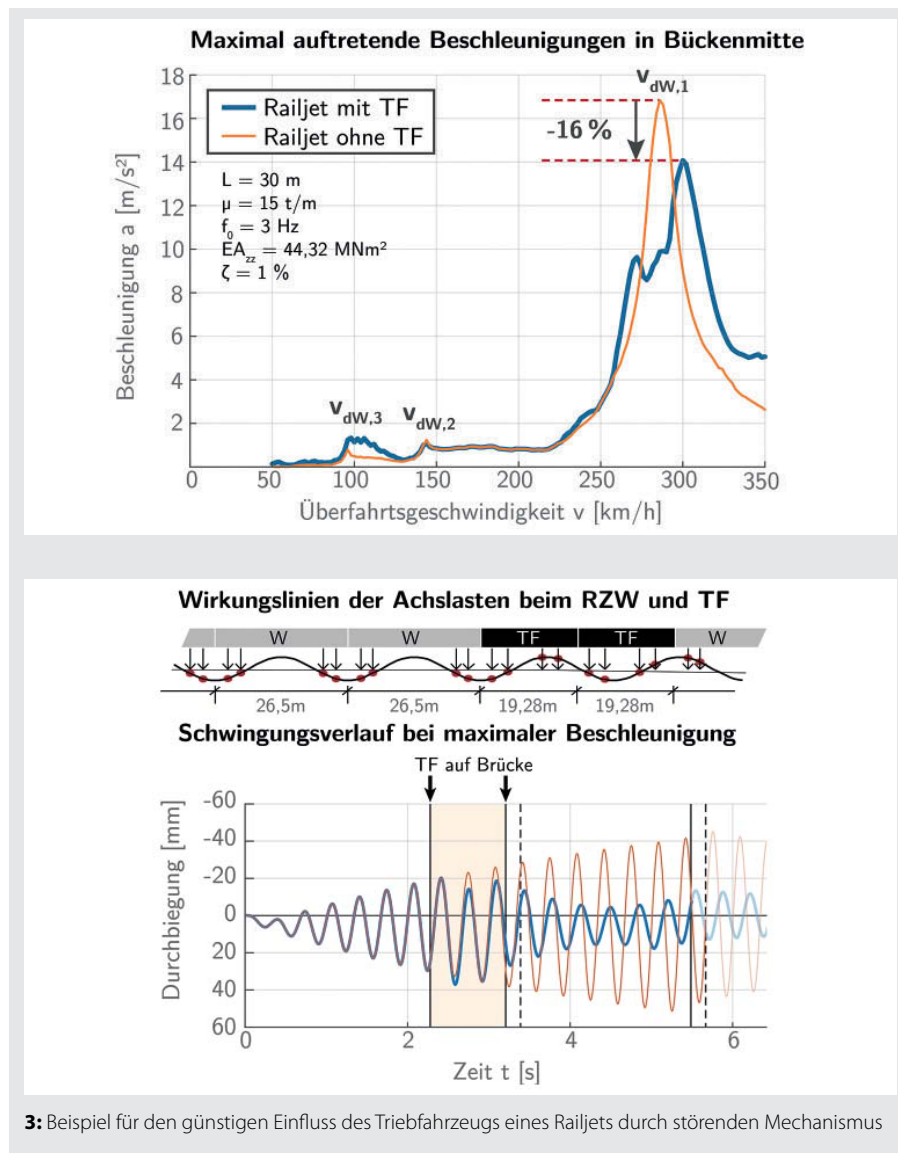 Maximal auftretende Beschleunigungen in Bückenmitte
18
16
14
12
10
8
6
4
2
Beschleunigung a [m/s²]
Railjet mit TF
Railjet ohne TF
L = 30 m
μ = 15 t/m
f₀ = 3 Hz
EA_zz = 44,32 MNm²
ζ = 1 %
v_dW,1
-16 %
v_dW,3
v_dW,2
0 50 100 150 200 250 300 350
Überfahrtsgeschwindigkeit v [km/h]
Wirkungslinien der Achslasten beim RZW und TF
W W TF TF W
26,5m 26,5m 19,28m 19,28m
Schwingungsverlauf bei maximaler Beschleunigung
TF auf Brücke
-60
-40
-20
0
20
40
60
Durchbiegung [mm]
0 2 4 6
Zeit t [s]
3: Beispiel für den günstigen Einfluss des Triebfahrzeugs eines Railjets durch störenden Mechanismus